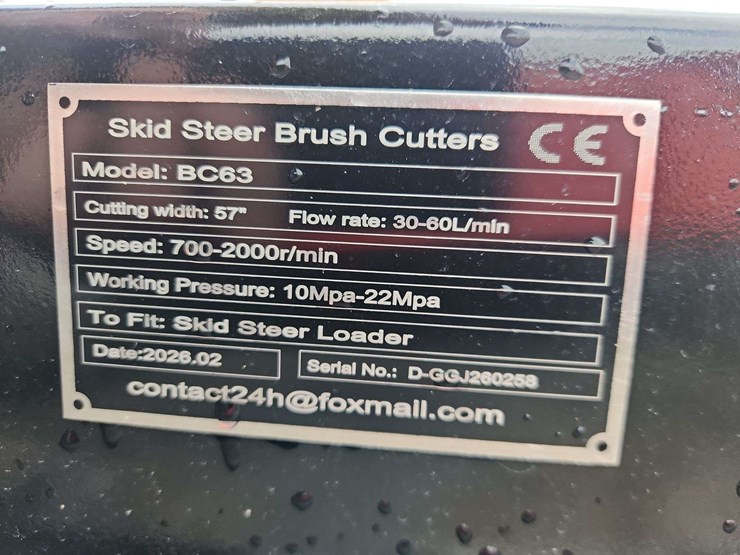 Skid Steer Brush Cutters CE
Model: BC63
Cutting width: 57" Flow rate: 30-60L/min
Speed: 700-2000r/min
Working Pressure: 10Mpa-22Mpa
To Fit: Skid Steer Loader
Date:2026.02 Serial No.: D-GGJ260258
contact24h@foxmail.com